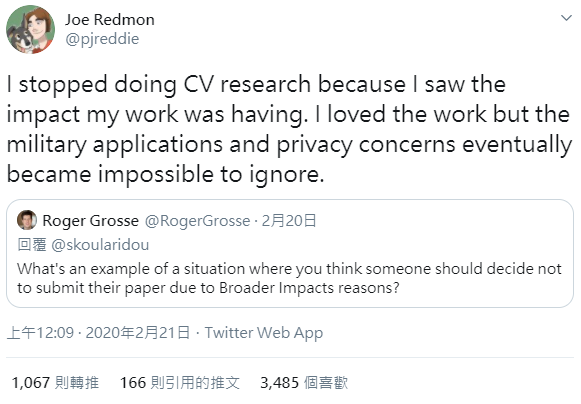 Joe Redmon
@pjreddie
I stopped doing CV research because I saw the
impact my work was having. I loved the work but the
military applications and privacy concerns eventually
became impossible to ignore.
Roger Grosse @RogerGrosse · 2月20日
回覆 @skoularidou
What's an example of a situation where you think someone should decide not
to submit their paper due to Broader Impacts reasons?
上午12:09 · 2020年2月21日 · Twitter Web App
1,067 則轉推 166 則引用的推文 3,485 個喜歡